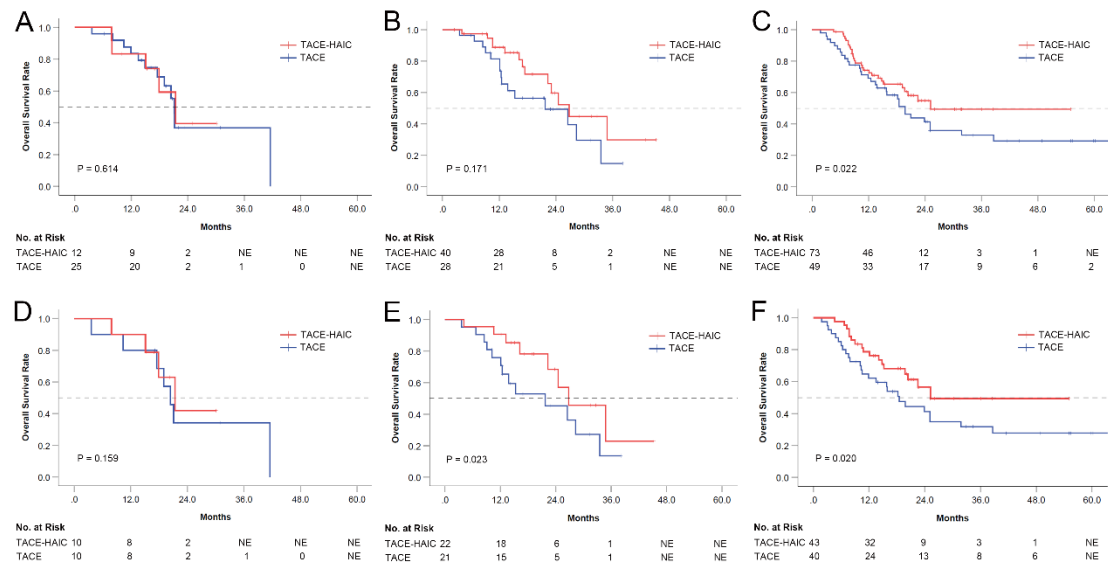 A
Overall Survival Rate
1.0
0.8
0.6
0.4
0.2
0.0
TACE-HAIC
TACE
P = 0.614
.0 12.0 24.0 36.0 48.0 60.0
Months
No. at Risk
TACE-HAIC 12 9 2 NE NE NE
TACE 25 20 2 1 0 NE
B
Overall Survival Rate
1.0
0.8
0.6
0.4
0.2
0.0
TACE-HAIC
TACE
P = 0.171
.0 12.0 24.0 36.0 48.0 60.0
Months
No. at Risk
TACE-HAIC 40 28 8 2 NE NE
TACE 28 21 5 1 NE NE
C
Overall Survival Rate
1.0
0.8
0.6
0.4
0.2
0.0
TACE-HAIC
TACE
P = 0.022
.0 12.0 24.0 36.0 48.0 60.0
Months
No. at Risk
TACE-HAIC 73 46 12 3 1 NE
TACE 49 33 17 9 6 2
D
Overall Survival Rate
1.0
0.8
0.6
0.4
0.2
0.0
TACE-HAIC
TACE
P = 0.159
.0 12.0 24.0 36.0 48.0 60.0
Months
No. at Risk
TACE-HAIC 10 8 2 NE NE NE
TACE 10 8 2 1 0 NE
E
Overall Survival Rate
1.0
0.8
0.6
0.4
0.2
0.0
TACE-HAIC
TACE
P = 0.023
.0 12.0 24.0 36.0 48.0 60.0
Months
No. at Risk
TACE-HAIC 22 18 6 1 NE NE
TACE 21 15 5 1 NE NE
F
Overall Survival Rate
1.0
0.8
0.6
0.4
0.2
0.0
TACE-HAIC
TACE
P = 0.020
.0 12.0 24.0 36.0 48.0 60.0
Months
No. at Risk
TACE-HAIC 43 32 9 3 1 NE
TACE 40 24 13 8 6 NE